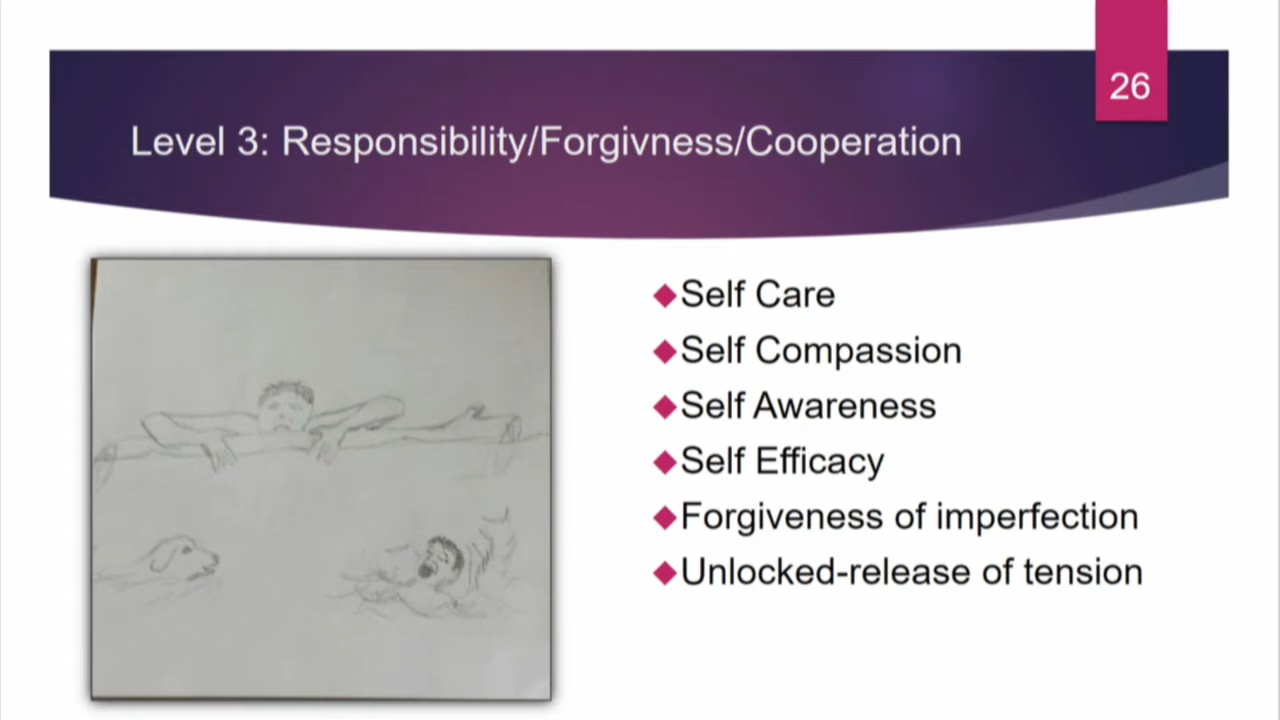 26
Level 3: Responsibility/Forgivness/Cooperation
Self Care
Self Compassion
Self Awareness
Self Efficacy
Forgiveness of imperfection
Unlocked-release of tension